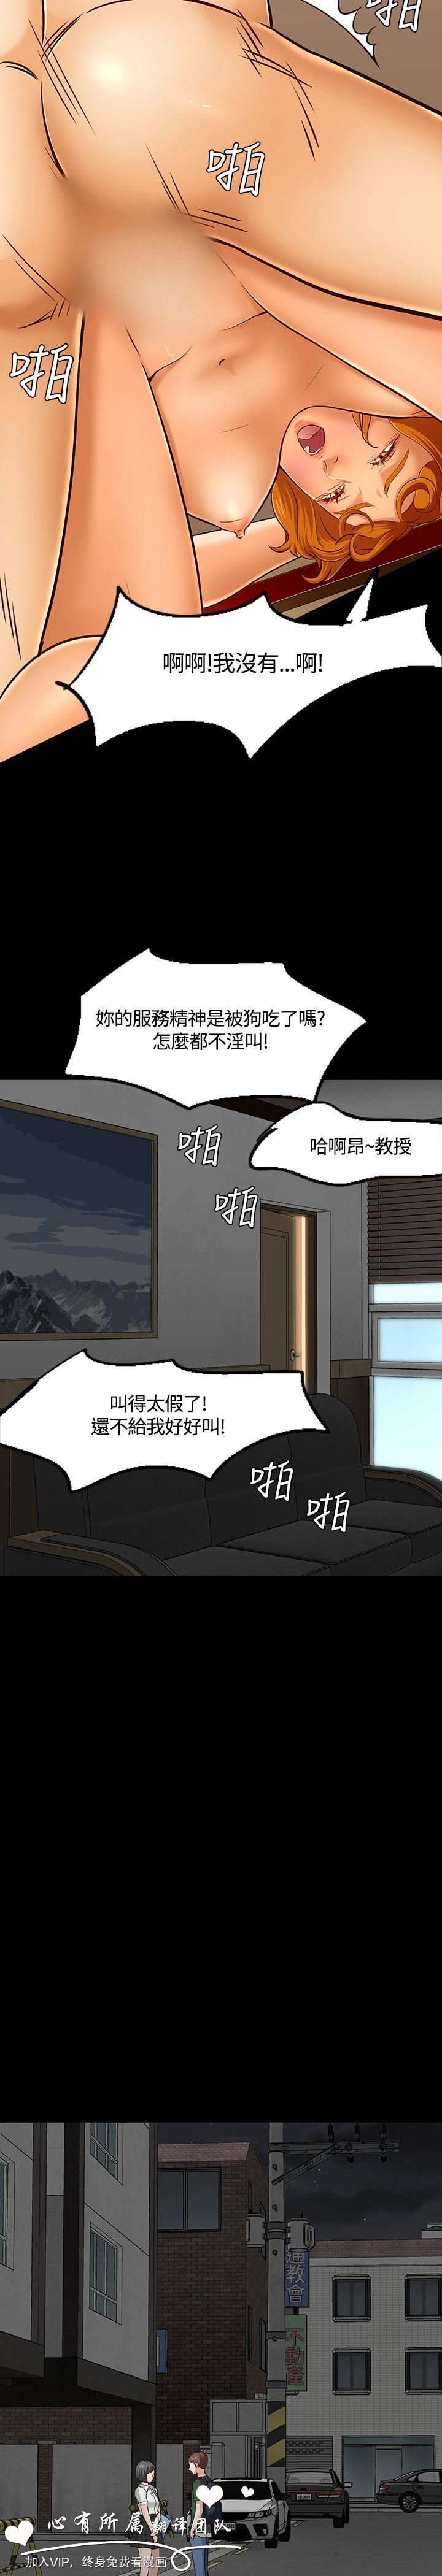 啪
啪
啪
啊啊!我沒有...啊!
妳的服務精神是被狗吃了嗎?
怎麼都不淫叫!
哈啊昂~教授
啪
啪
叫得太假了!
還不給我好好叫!
啪
啪
教會
不動產
心有所属翻译团队
加入VIP，终身免费看漫画